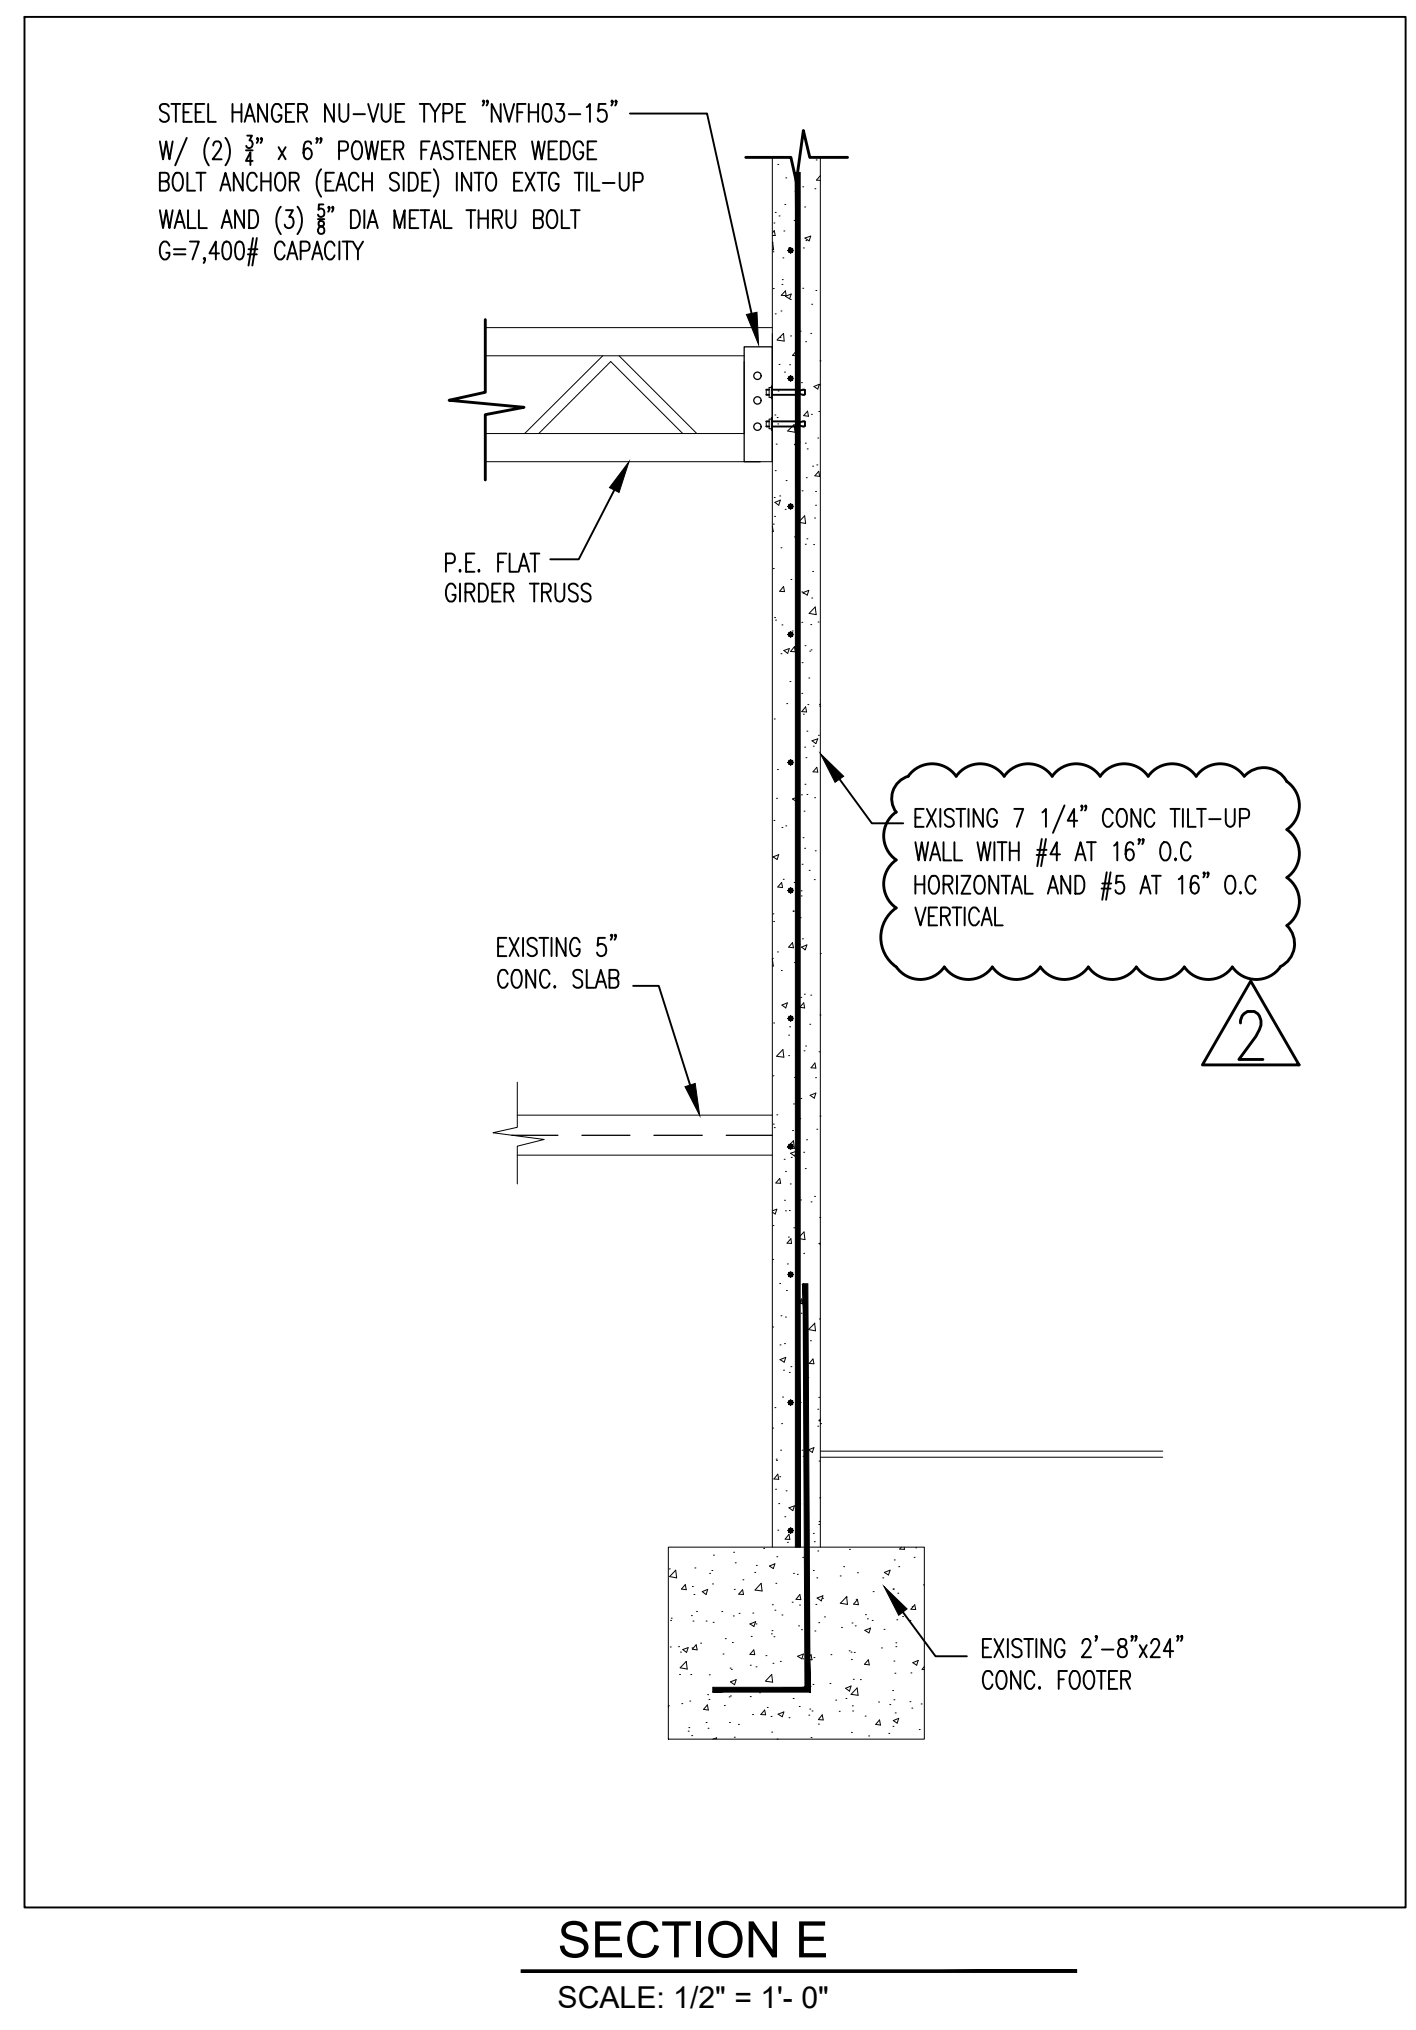 STEEL HANGER NU-VUE TYPE "NVFH03-15"
W/ (2) 3/4" x 6" POWER FASTENER WEDGE
BOLT ANCHOR (EACH SIDE) INTO EXTG TIL-UP
WALL AND (3) 5/8" DIA METAL THRU BOLT
G=7,400# CAPACITY
P.E. FLAT
GIRDER TRUSS
EXISTING 7 1/4" CONC TILT-UP
WALL WITH #4 AT 16" O.C
HORIZONTAL AND #5 AT 16" O.C
VERTICAL
2
EXISTING 5"
CONC. SLAB
EXISTING 2'-8"x24"
CONC. FOOTER
SECTION E
SCALE: 1/2" = 1'- 0"